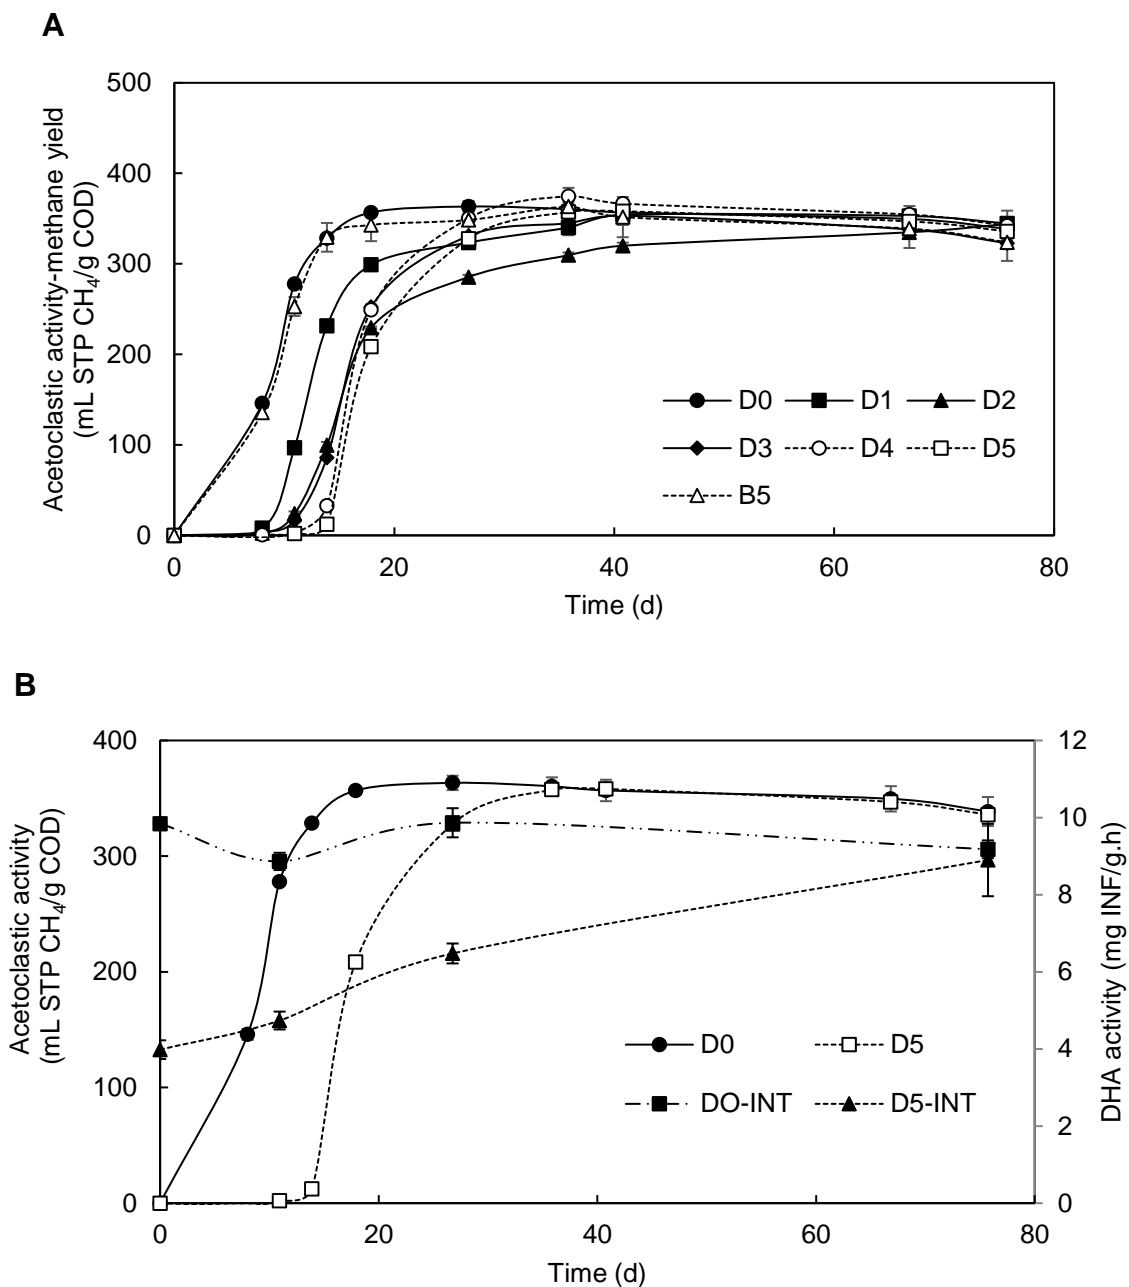 A
Acetoclastic activity-methane yield
(mL STP CH4/g COD)
500
400
300
200
100
0
0 20 40 60 80
Time (d)
D0 D1 D2
D3 D4 D5
B5
B
Acetoclastic activity
(mL STP CH4/g COD)
400
300
200
100
0
0 20 40 60 80
Time (d)
12
10
8
6
4
2
0
DHA activity (mg INF/g.h)
D0 D5
DO-INT D5-INT